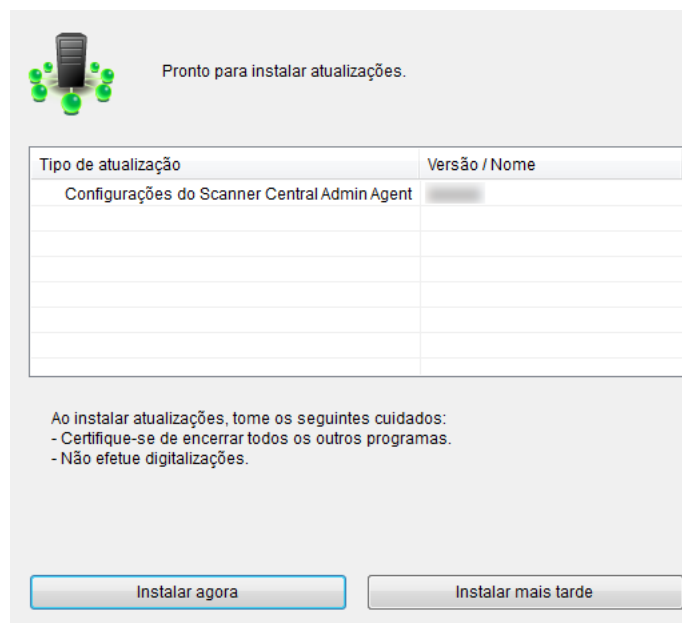 Pronto para instalar atualizações.
Tipo de atualização Versão / Nome
Configurações do Scanner Central Admin Agent
Ao instalar atualizações, tome os seguintes cuidados:
- Certifique-se de encerrar todos os outros programas.
- Não efetue digitalizações.
Instalar agora Instalar mais tarde